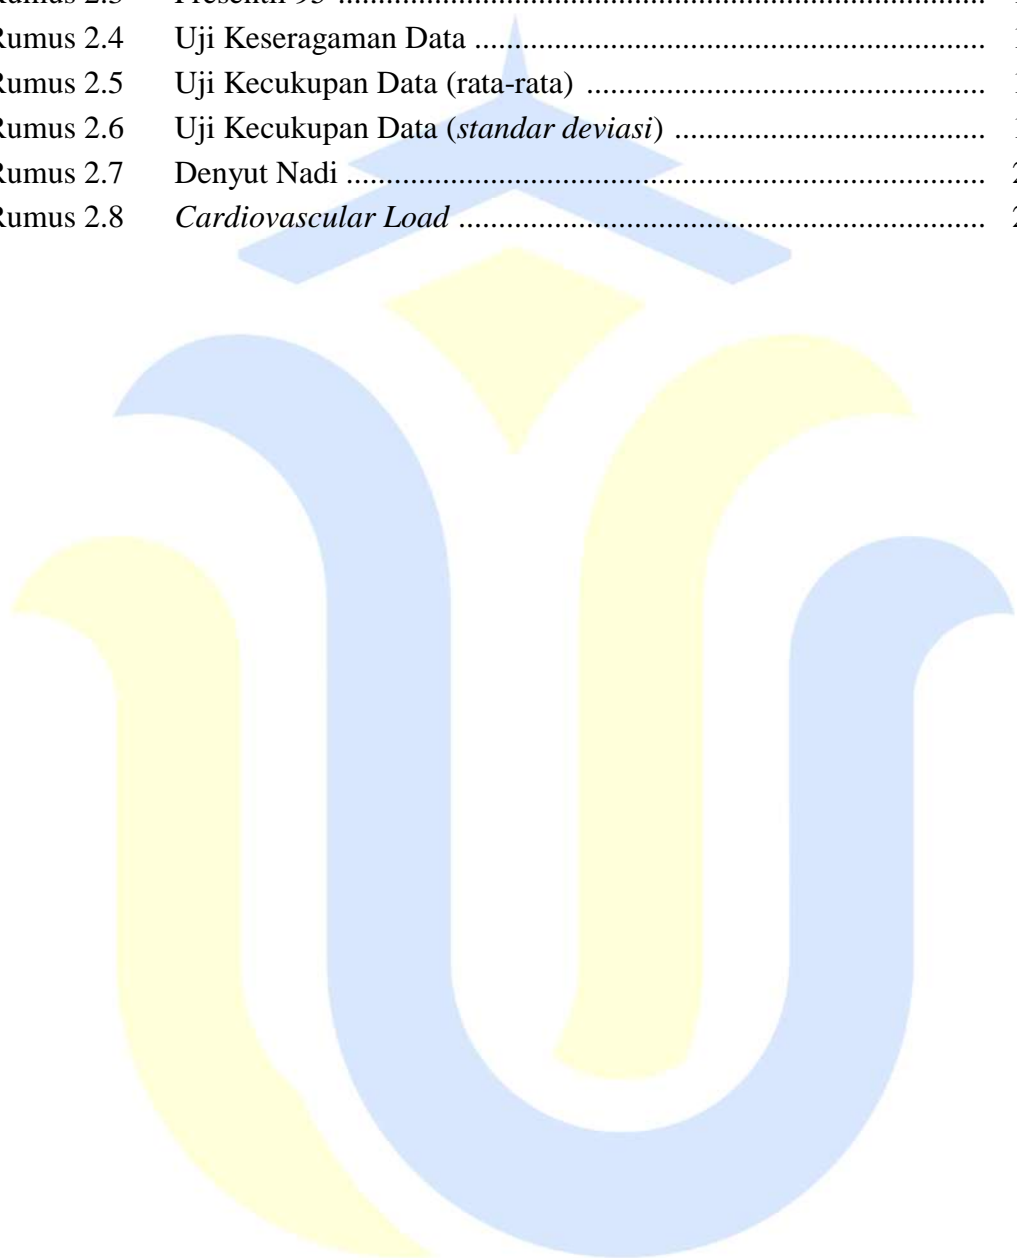 Rumus 2.4 Uji Keseragaman Data ................................................................
Rumus 2.5 Uji Kecukupan Data (rata-rata) ..................................................
Rumus 2.6 Uji Kecukupan Data (standar deviasi) .......................................
Rumus 2.7 Denyut Nadi ................................................................................
Rumus 2.8 Cardiovascular Load ..................................................................